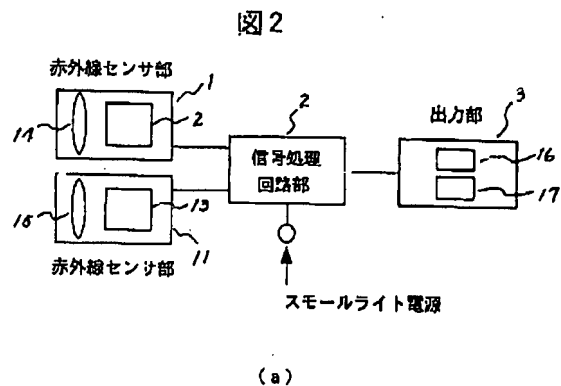 図2
赤外線センサ部
1
14
2
2
信号処理
回路部
出力部
3
16
17
15
13
11
赤外線センサ部
スモールライト電源
(a)